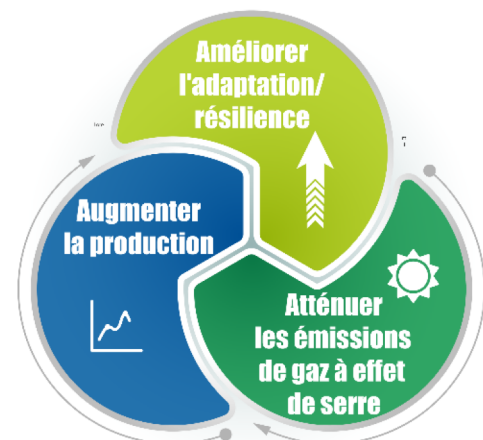 Améliorer
l'adaptation/
résilience
Augmenter
la production
Atténuer
les émissions
de gaz à effet
de serre